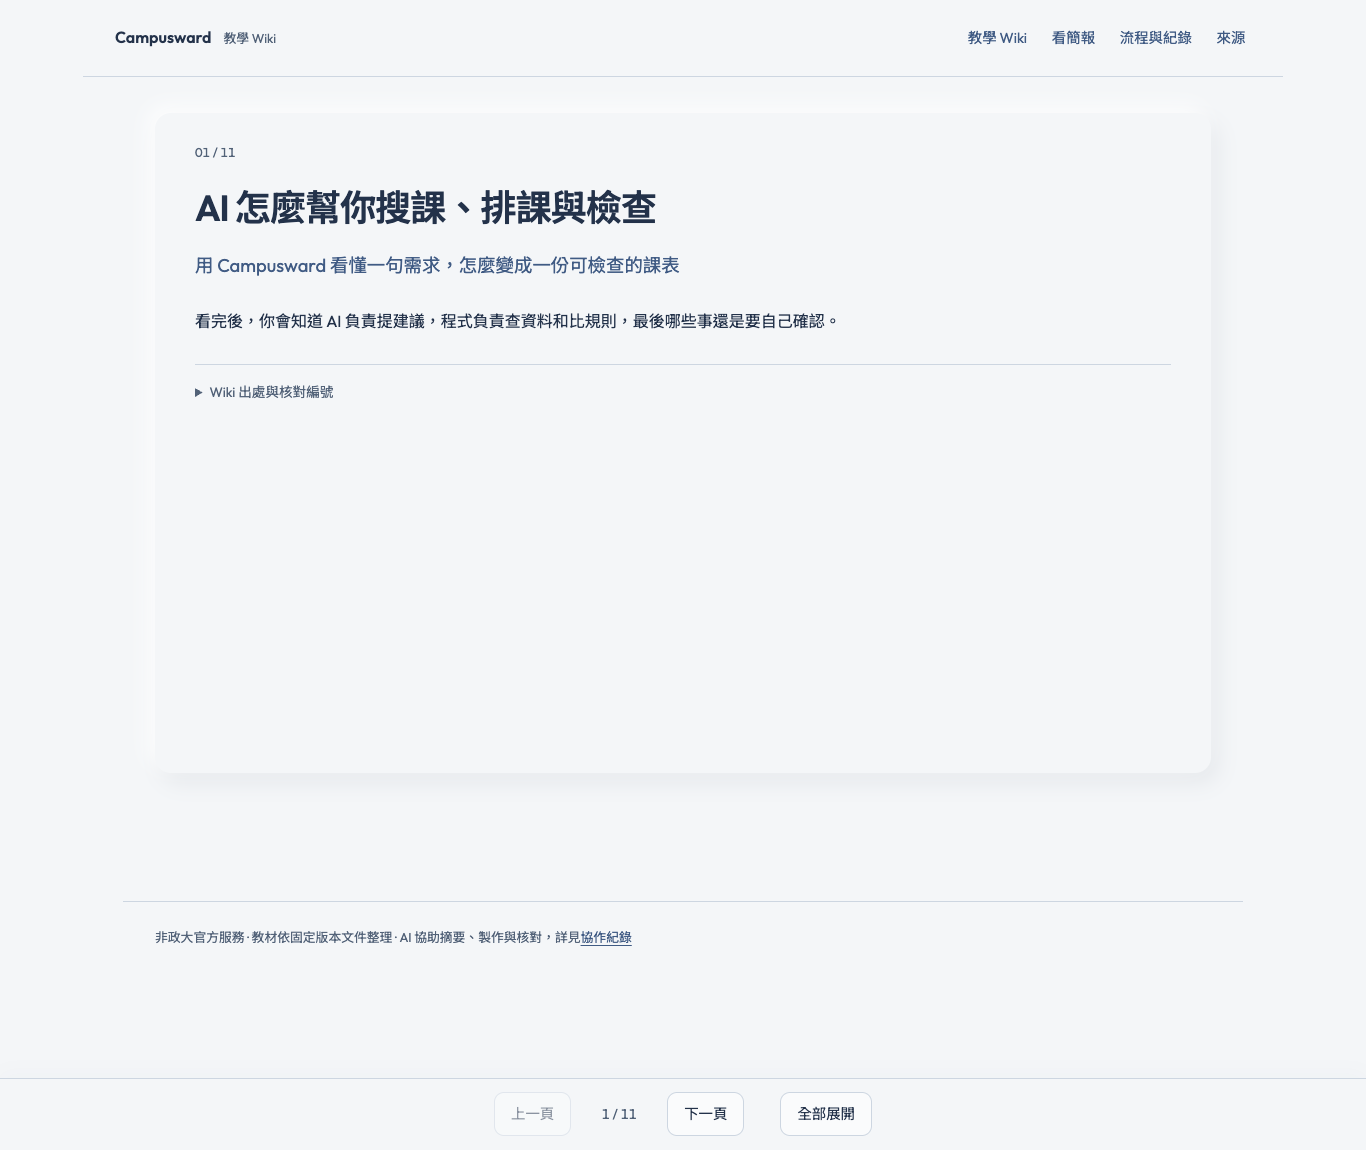 Campusward 教學 Wiki
教學 Wiki 看簡報 流程與紀錄 來源
01 / 11
AI 怎麼幫你搜課、排課與檢查
用 Campusward 看懂一句需求，怎麼變成一份可檢查的課表
看完後，你會知道 AI 負責提建議，程式負責查資料和比規則，最後哪些事還是要自己確認。
▶ Wiki 出處與核對編號
非政大官方服務 · 教材依固定版本文件整理 · AI 協助摘要、製作與核對，詳見協作紀錄
上一頁 1 / 11 下一頁 全部展開